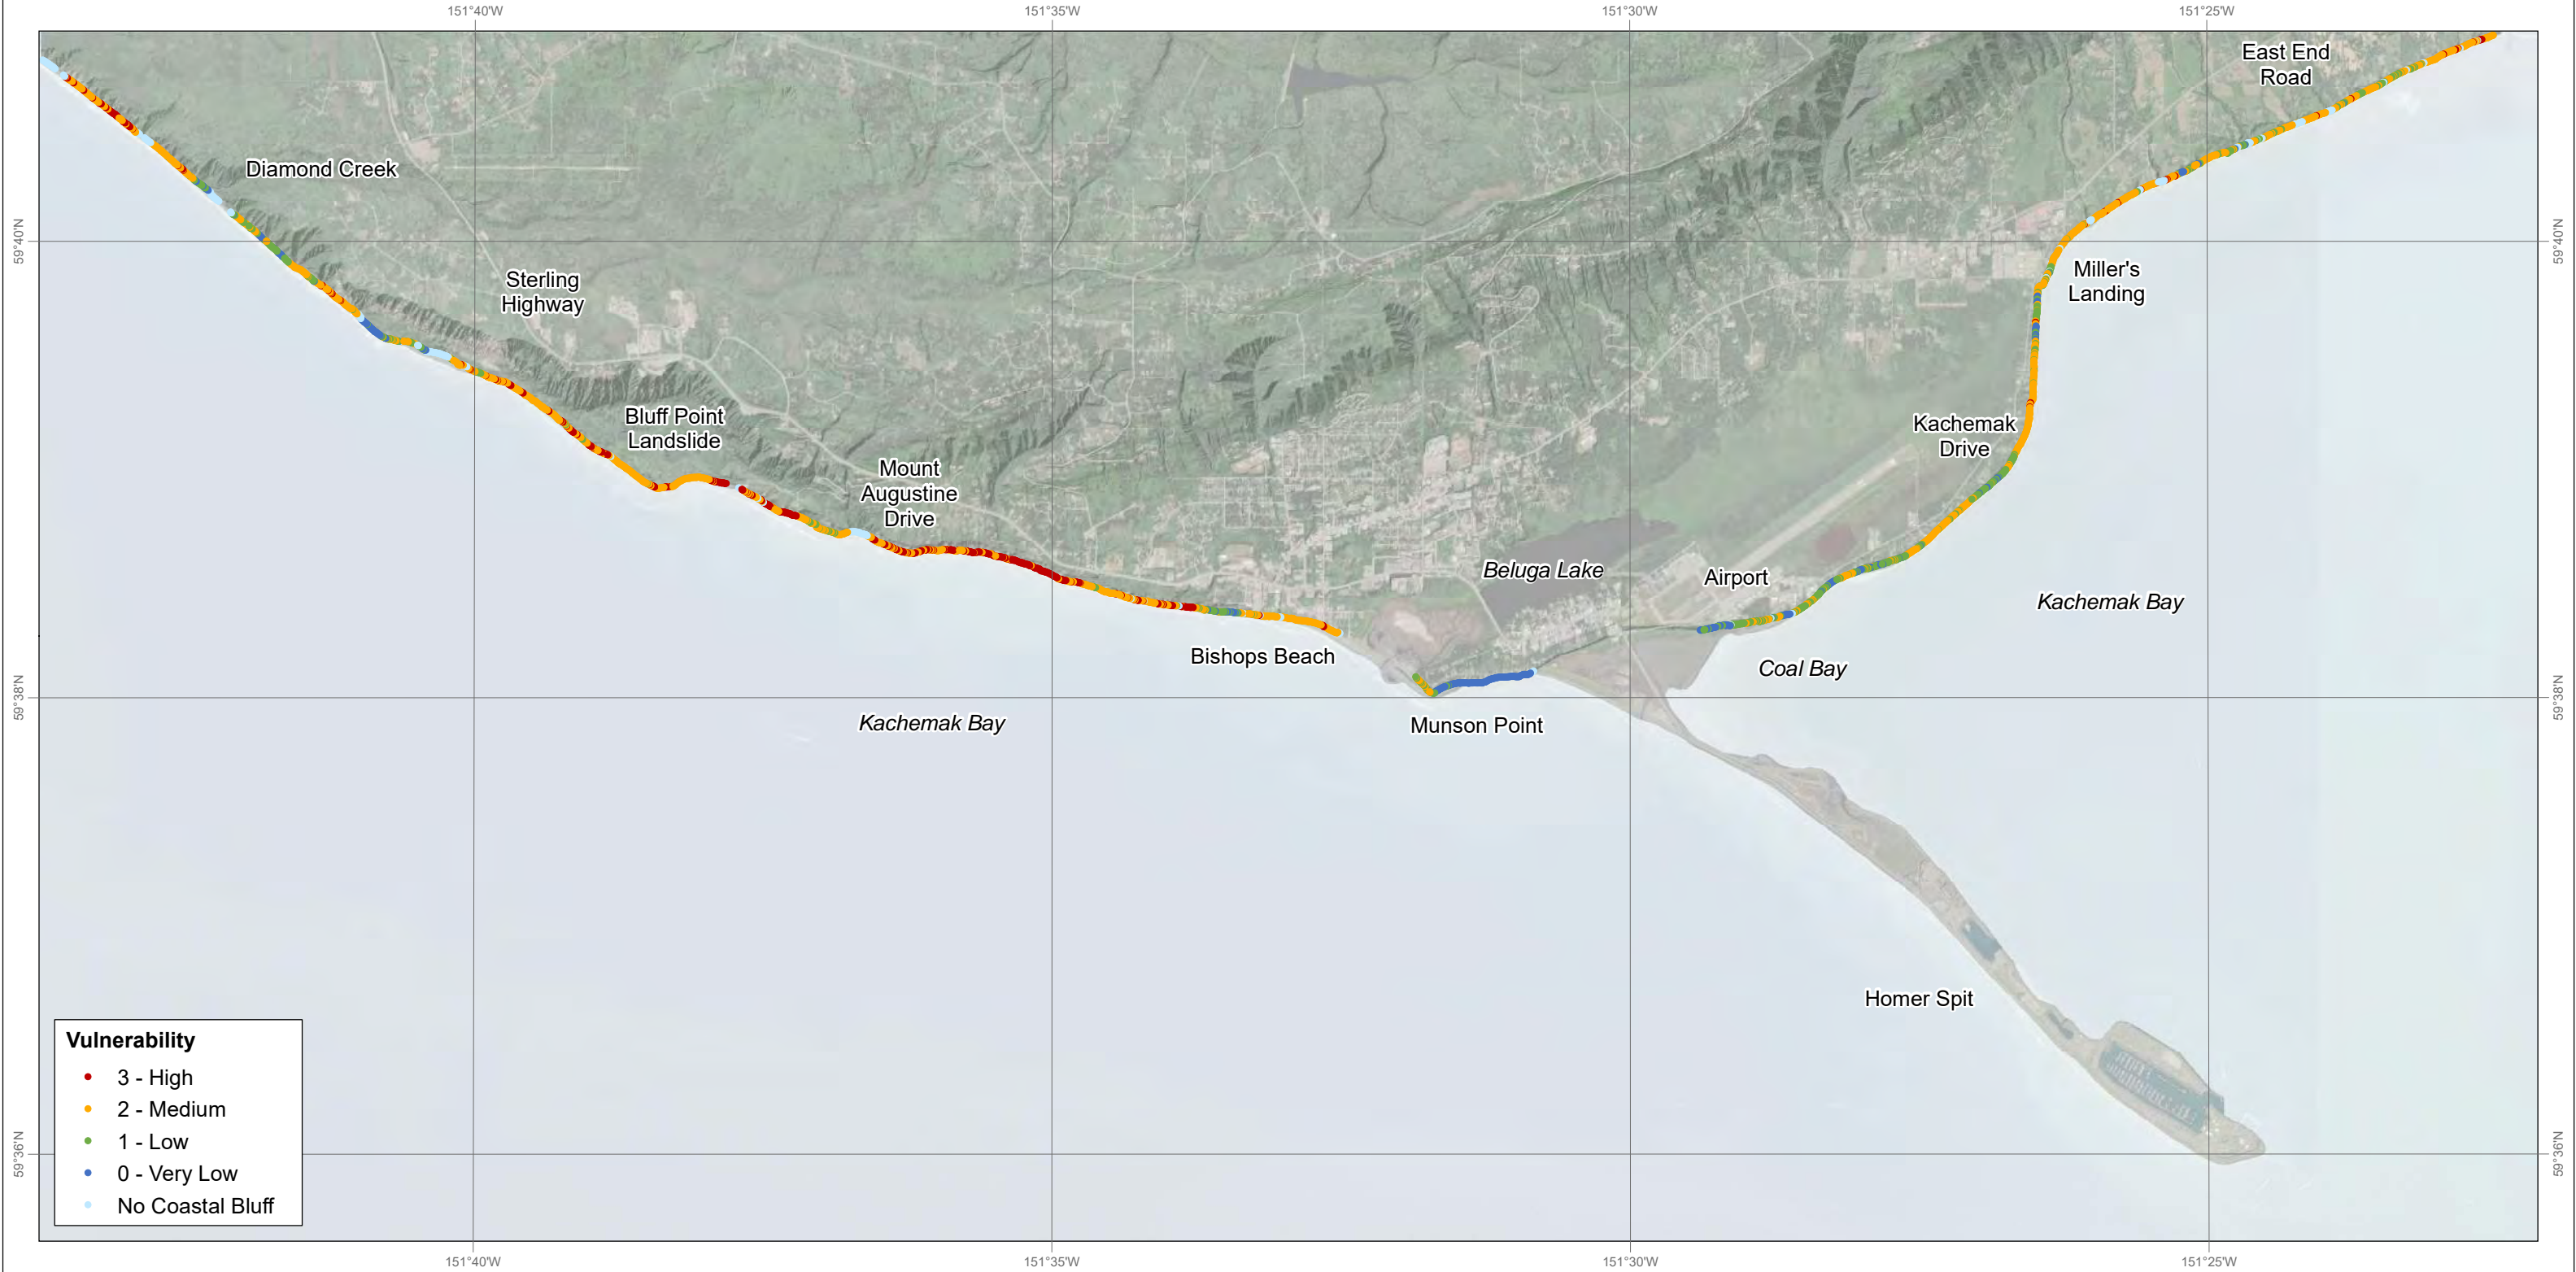 151°40'W
151°35'W
151°30'W
151°25'W
East End
Road
Diamond Creek
59°40'N
59°40'N
Sterling
Highway
Miller's
Landing
Bluff Point
Landslide
Kachemak
Drive
Mount
Augustine
Drive
Beluga Lake
Airport
Kachemak Bay
Bishops Beach
Coal Bay
59°38'N
59°38'N
Kachemak Bay
Munson Point
Homer Spit
Vulnerability
3 - High
2 - Medium
1 - Low
0 - Very Low
No Coastal Bluff
59°36'N
59°36'N
151°40'W
151°35'W
151°30'W
151°25'W